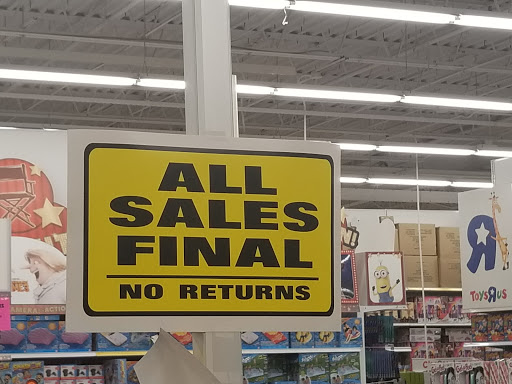 ALL
SALES
FINAL
NO RETURNS
TOYSRUS